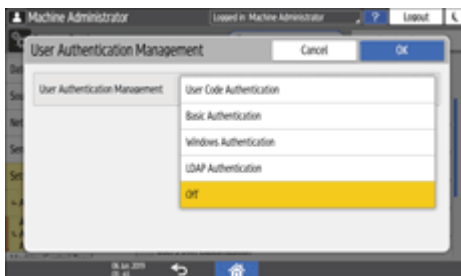 Machine Administrator
Logged in: Machine Administrator
?
Logout
User Authentication Management
Cancel
OK
User Authentication Management
User Code Authentication
Basic Authentication
Windows Authentication
LDAP Authentication
Off